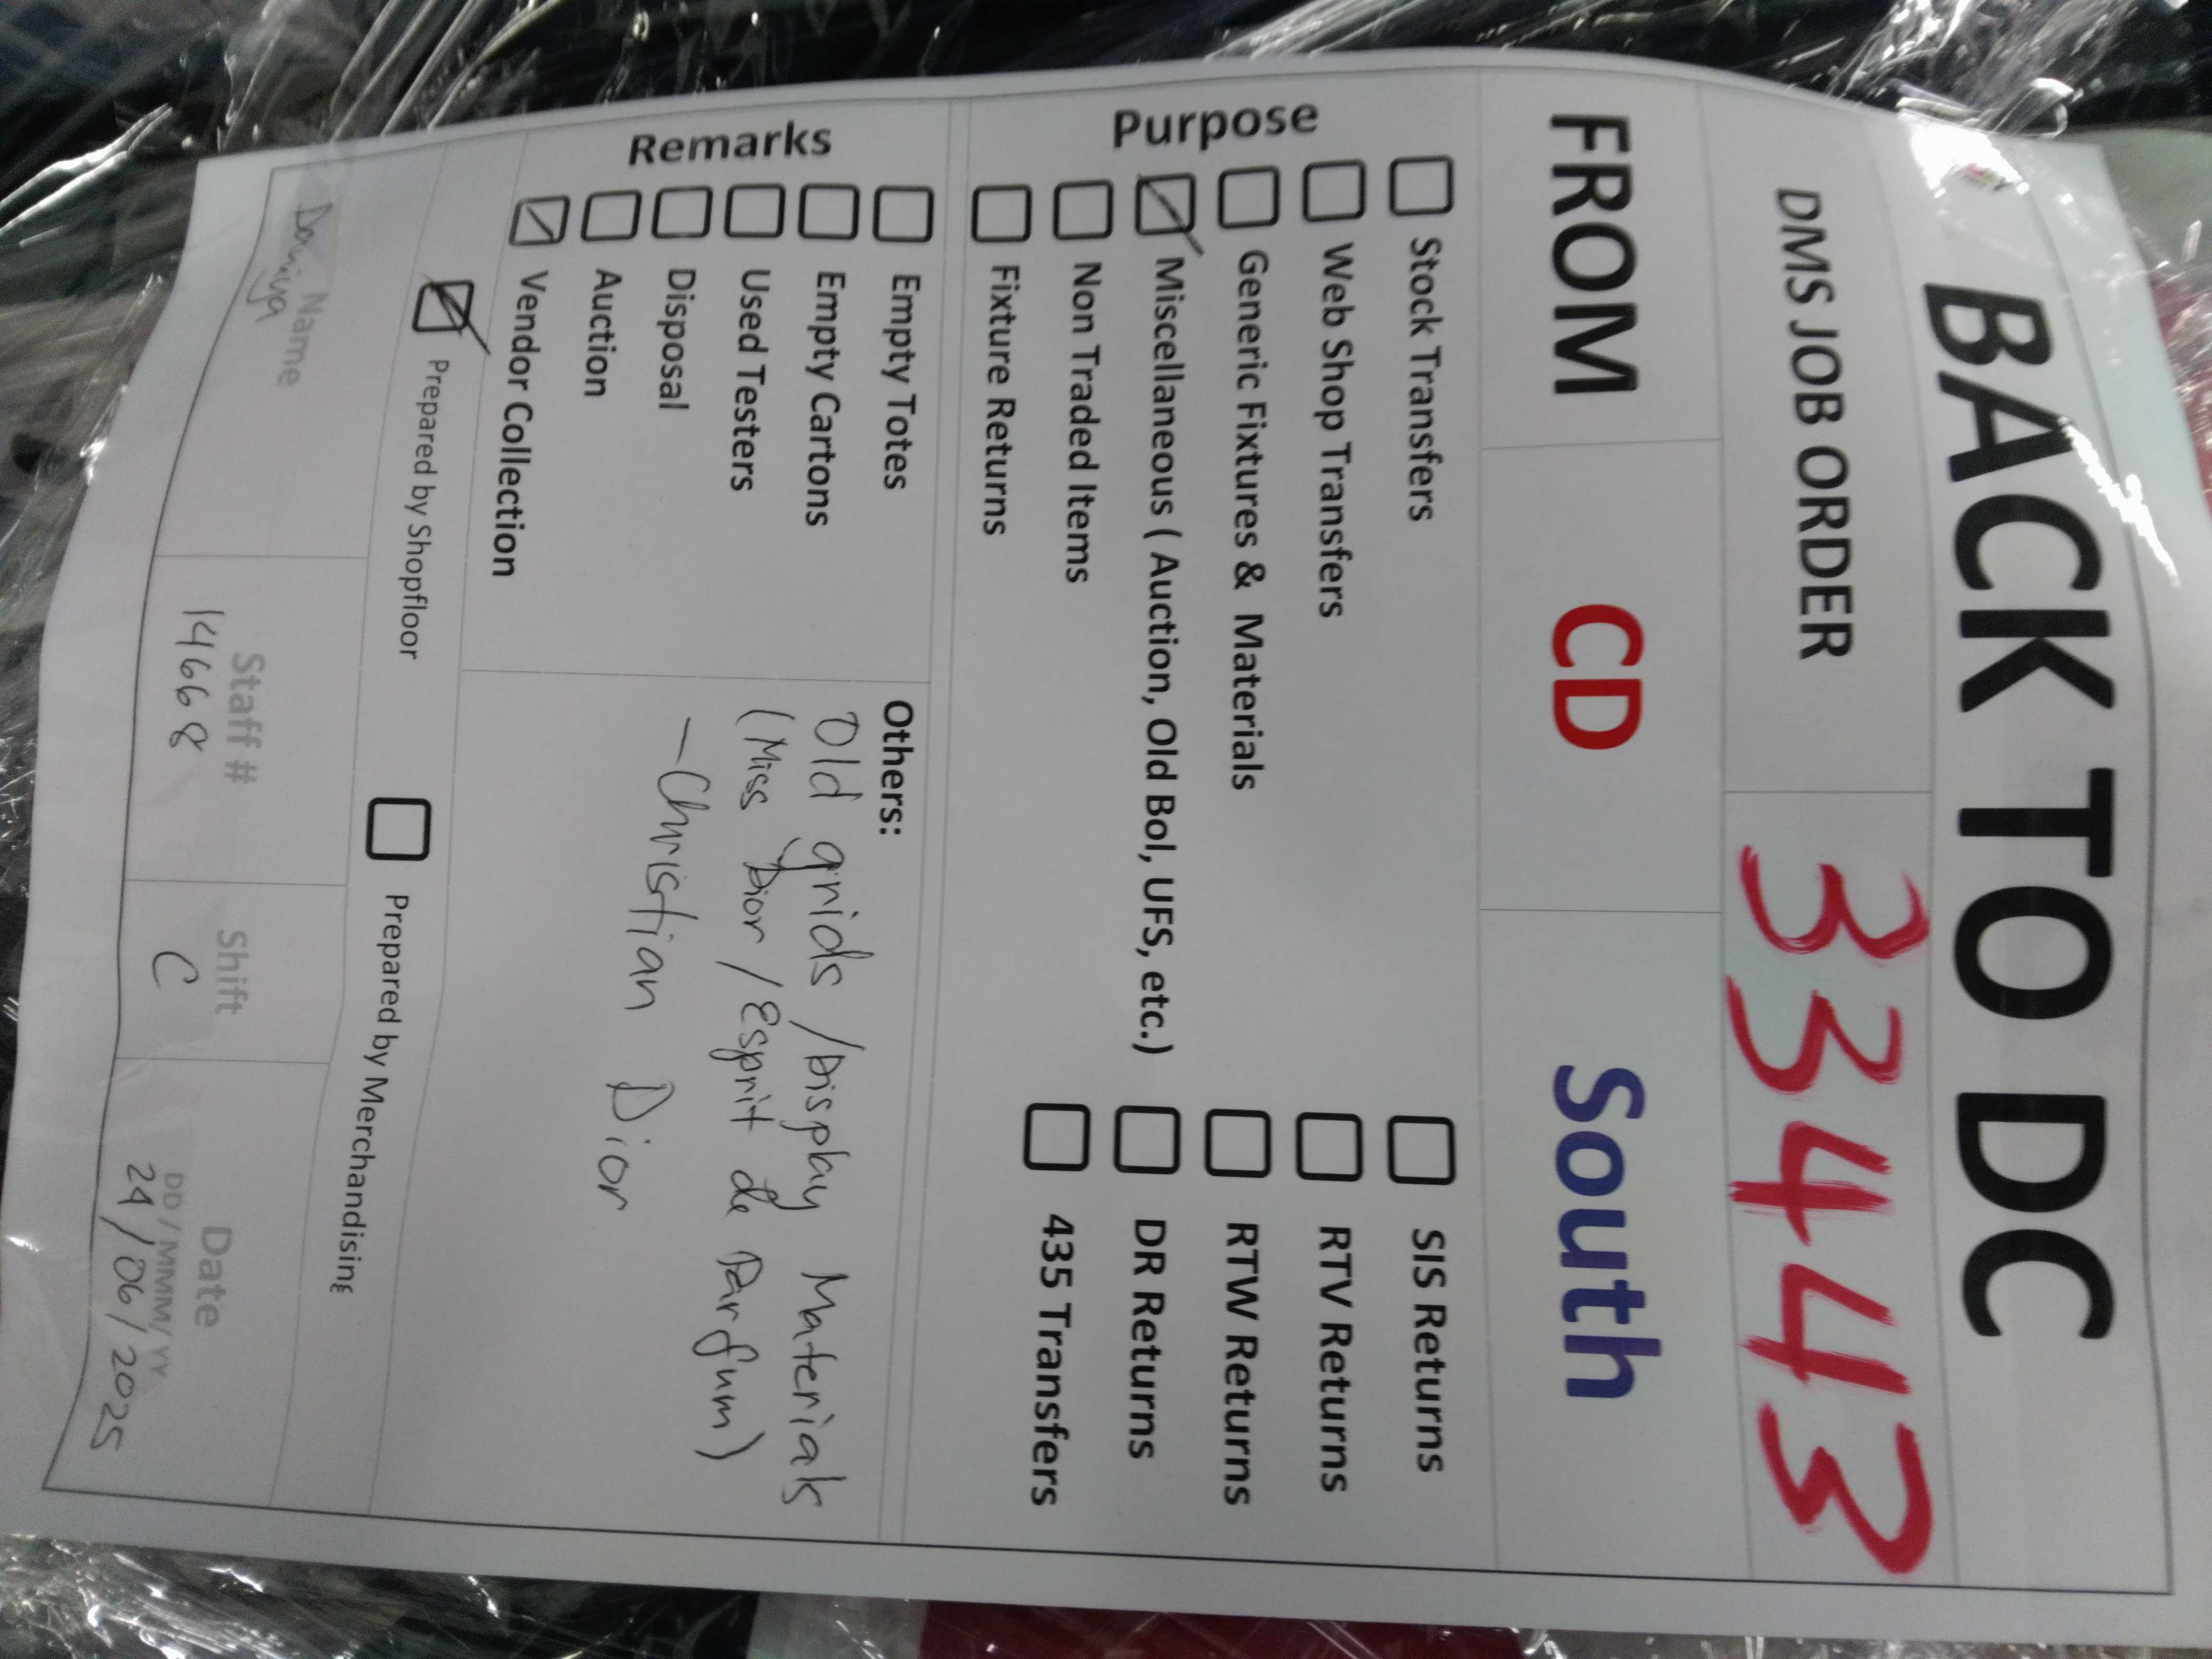 BACK TO DC
DMS JOB ORDER 33443
FROM CD South
Purpose
Stock Transfers
Web Shop Transfers
Generic Fixtures & Materials
Miscellaneous ( Auction, Old Bol, UFS, etc.)
Non Traded Items
Fixture Returns
SIS Returns
RTV Returns
RTW Returns
DR Returns
435 Transfers
Remarks
Empty Totes
Empty Cartons
Used Testers
Disposal
Auction
Vendor Collection
Others:
Old grids / Display Materials
(Miss Dior / Esprit de Parfum)
- Christian Dior
Prepared by Shopfloor
Prepared by Merchandising
Name Staff # Shift Date
DD/MMM/YY
14668 C 24/06/2025